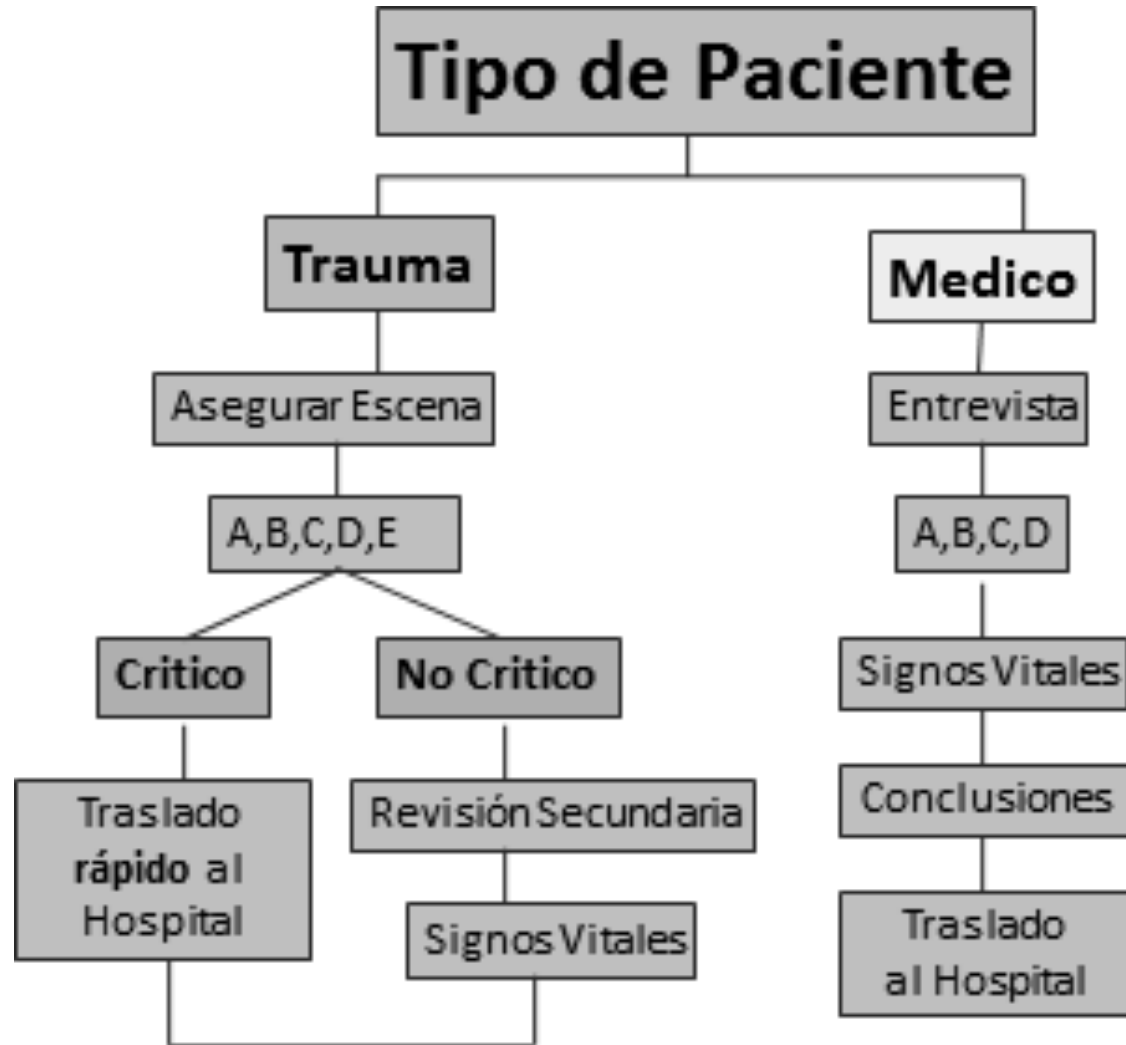 Tipo de Paciente
Trauma
Medico
Asegurar Escena
Entrevista
A,B,C,D,E
A,B,C,D
Critico
No Critico
Signos Vitales
Traslado
rápido al
Hospital
Revisión Secundaria
Conclusiones
Signos Vitales
Traslado
al Hospital